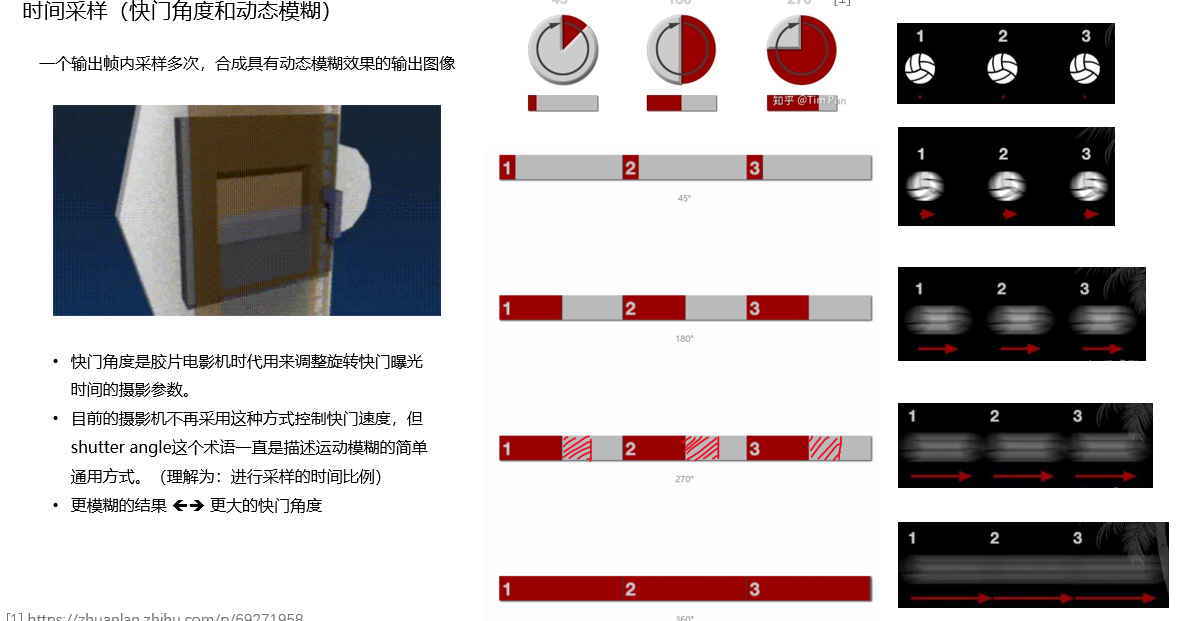 时间采样（快门角度和动态模糊）
一个输出帧内采样多次，合成具有动态模糊效果的输出图像
• 快门角度是胶片电影机时代用来调整旋转快门曝光
时间的摄影参数。
• 目前的摄影机不再采用这种方式控制快门速度，但
shutter angle这个术语一直是描述运动模糊的简单
通用方式。（理解为：进行采样的时间比例）
• 更模糊的结果 ←→ 更大的快门角度
[1] https://zhuanlan.zhihu.com/p/69271958
45 180 270 [1]
知乎 @Tim Pan
1 2 3
45°
1 2 3
180°
1 2 3
270°
1 2 3
360°
1 2 3
1 2 3
1 2 3
1 2 3
1 2 3